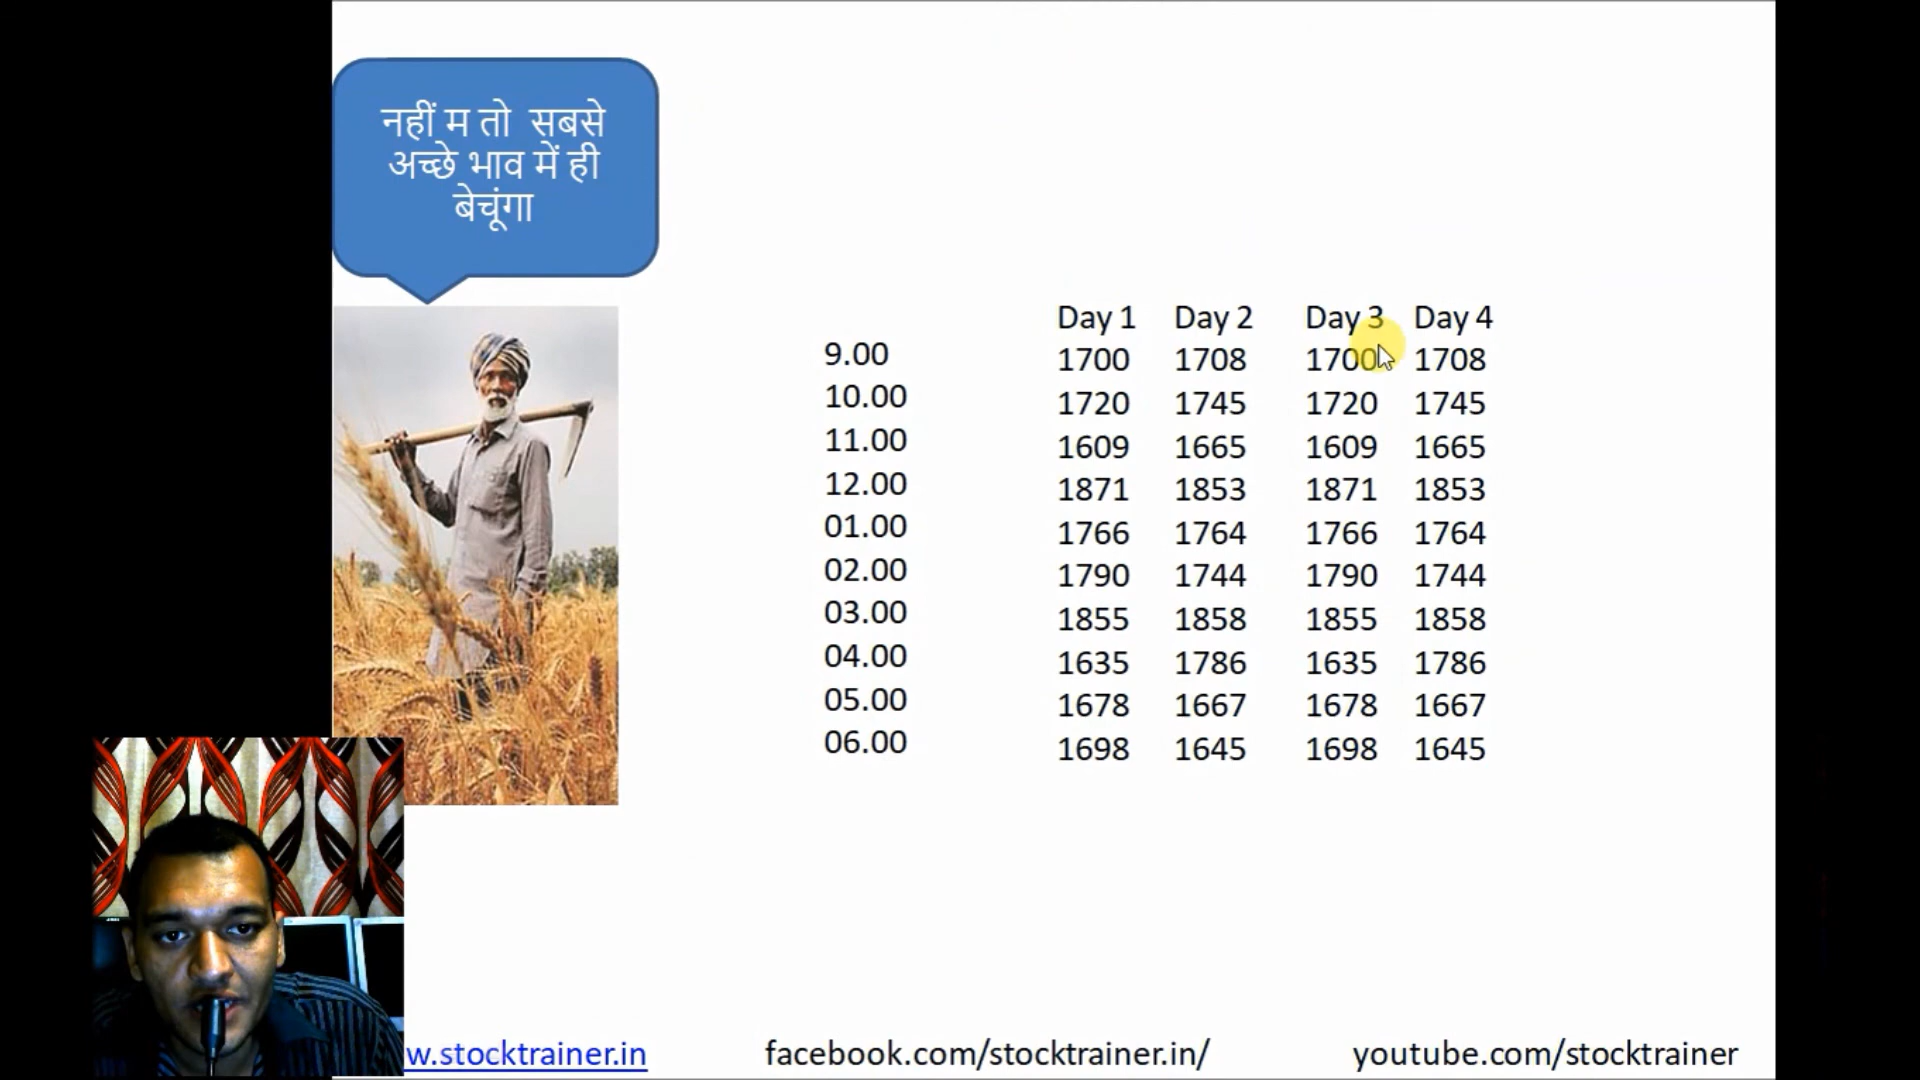 नहीं म तो सबसे
अच्छे भाव में ही
बेचूंगा
Day 1 Day 2 Day 3 Day 4
9.00 1700 1708 1700 1708
10.00 1720 1745 1720 1745
11.00 1609 1665 1609 1665
12.00 1871 1853 1871 1853
01.00 1766 1764 1766 1764
02.00 1790 1744 1790 1744
03.00 1855 1858 1855 1858
04.00 1635 1786 1635 1786
05.00 1678 1667 1678 1667
06.00 1698 1645 1698 1645
w.stocktrainer.in facebook.com/stocktrainer.in/ youtube.com/stocktrainer